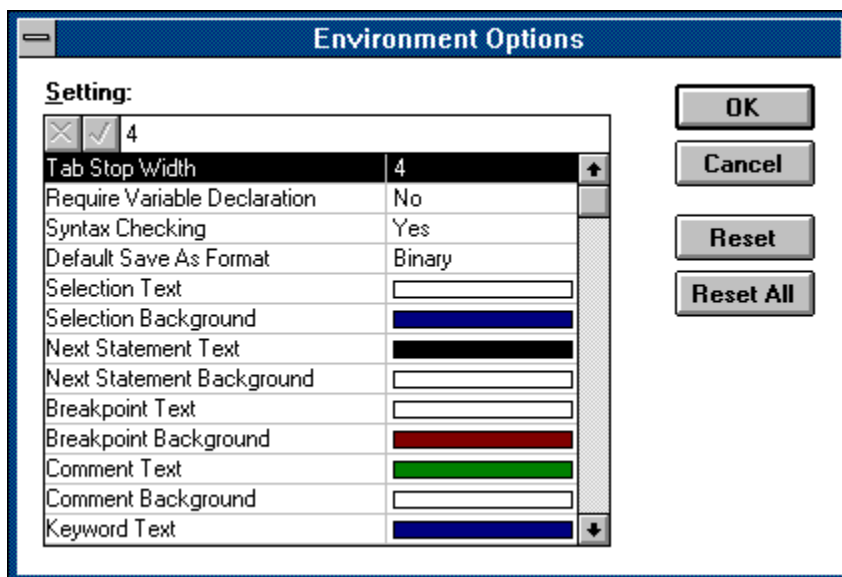 Environment Options
Setting:
4
Tab Stop Width 4
Require Variable Declaration No
Syntax Checking Yes
Default Save As Format Binary
Selection Text
Selection Background
Next Statement Text
Next Statement Background
Breakpoint Text
Breakpoint Background
Comment Text
Comment Background
Keyword Text
OK
Cancel
Reset
Reset All